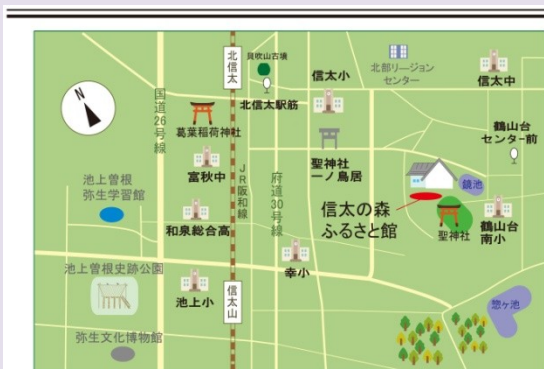 N
北信太
貝吹山古墳
北信太駅筋
信太小
北部リージョン
センター
信太中
国道26号線
葛葉稲荷神社
富秋中
聖神社
一ノ鳥居
鶴山台
センター前
池上曽根
弥生学習館
JR阪和線
府道30号線
鏡池
信太の森
ふるさと館
聖神社
鶴山台
南小
和泉総合高
池上曽根史跡公園
池上小
信太山
幸小
惣ヶ池
弥生文化博物館